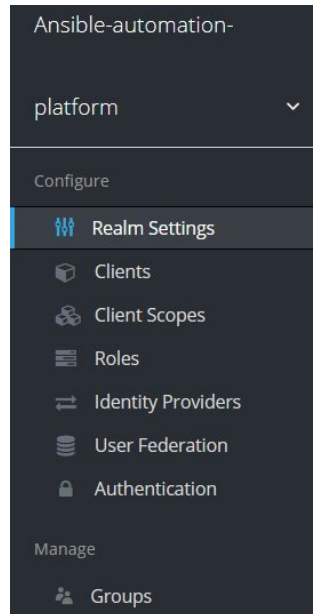 Ansible-automation-
platform
Configure
Realm Settings
Clients
Client Scopes
Roles
Identity Providers
User Federation
Authentication
Manage
Groups